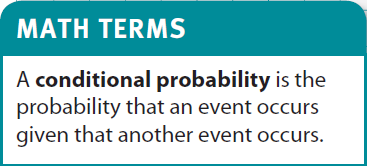 MATH TERMS
A conditional probability is the
probability that an event occurs
given that another event occurs.